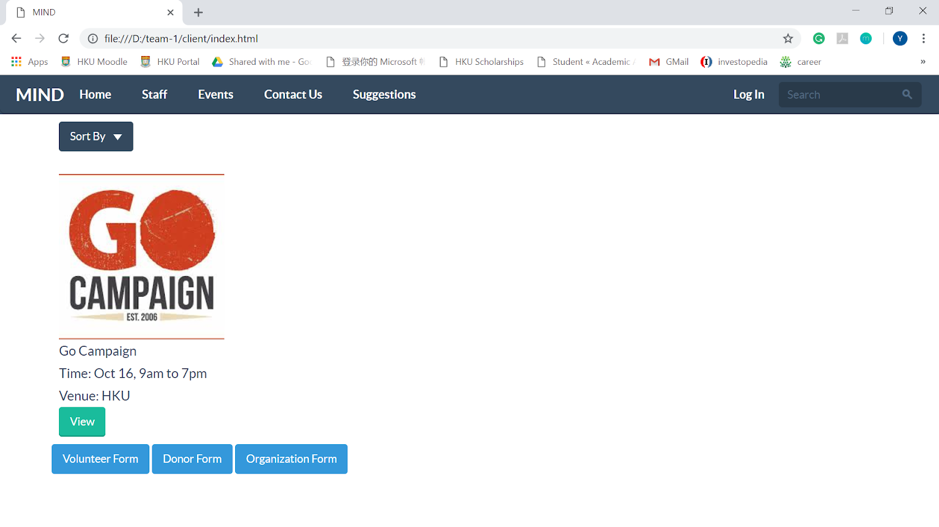 MIND
file:///D:/team-1/client/index.html
Y
Apps HKU Moodle HKU Portal Shared with me - Goo 登录你的 Microsoft HKU Scholarships Student « Academic GMail investopedia career »
MIND Home Staff Events Contact Us Suggestions Log In Search
Sort By
GO
CAMPAIGN
EST. 2006
Go Campaign
Time: Oct 16, 9am to 7pm
Venue: HKU
View
Volunteer Form Donor Form Organization Form